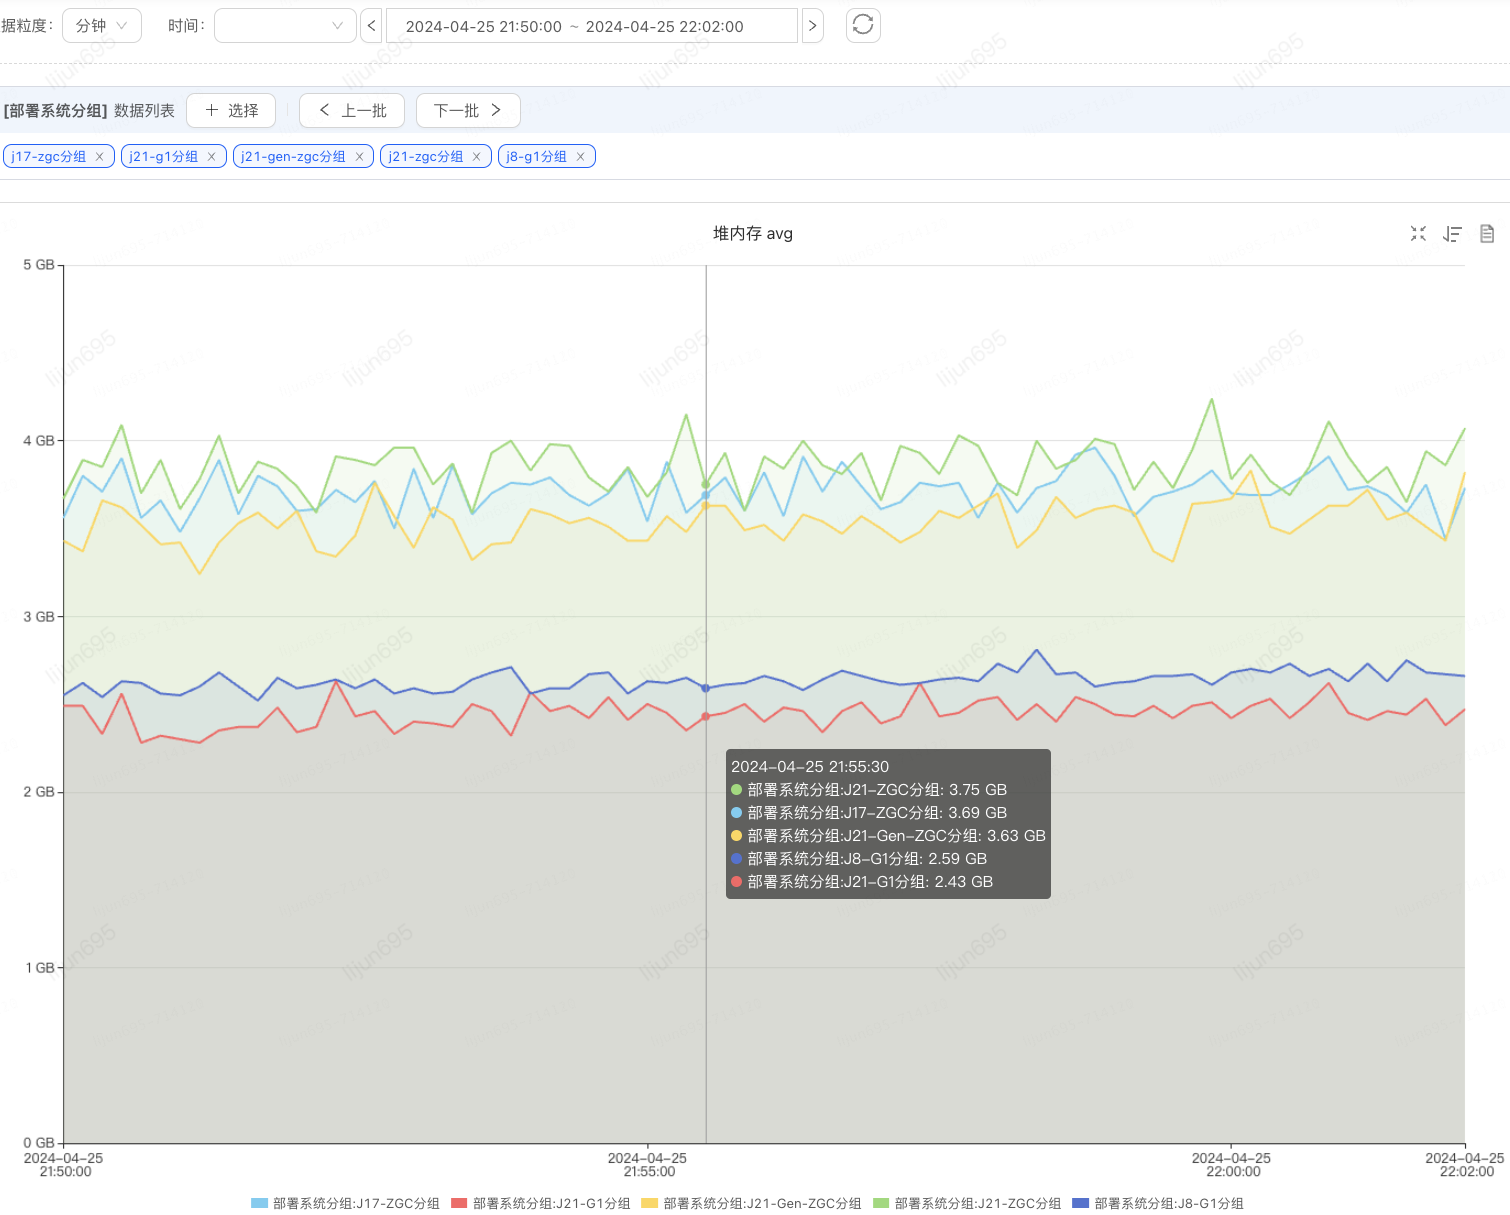 据粒度: 分钟 时间: < 2024-04-25 21:50:00 ~ 2024-04-25 22:02:00 >
[部署系统分组] 数据列表 + 选择 < 上一批 下一批 >
j17-zgc分组 × j21-g1分组 × j21-gen-zgc分组 × j21-zgc分组 × j8-g1分组 ×
堆内存 avg
5 GB
4 GB
3 GB
2 GB
1 GB
0 GB
2024-04-25 21:55:30
部署系统分组:J21-ZGC分组: 3.75 GB
部署系统分组:J17-ZGC分组: 3.69 GB
部署系统分组:J21-Gen-ZGC分组: 3.63 GB
部署系统分组:J8-G1分组: 2.59 GB
部署系统分组:J21-G1分组: 2.43 GB
2024-04-25 2024-04-25 2024-04-25 2024-04-25
21:50:00 21:55:00 22:00:00 22:02:00
部署系统分组:J17-ZGC分组 部署系统分组:J21-G1分组 部署系统分组:J21-Gen-ZGC分组 部署系统分组:J21-ZGC分组 部署系统分组:J8-G1分组
lijun695